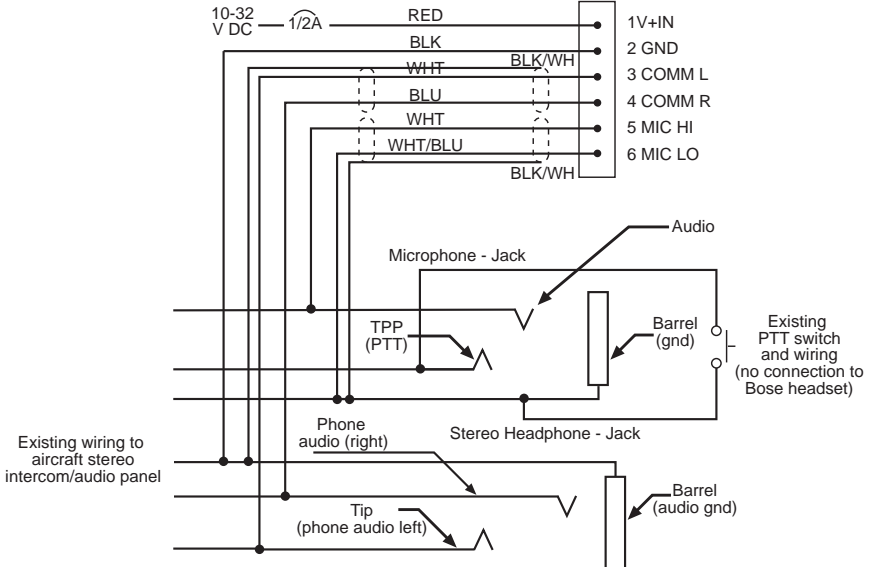 10-32
V DC
1/2A
RED
1V+IN
BLK
2 GND
BLK/WH
WHT
3 COMM L
BLU
4 COMM R
WHT
5 MIC HI
WHT/BLU
6 MIC LO
BLK/WH
Audio
Microphone - Jack
TPP
(PTT)
Barrel
(gnd)
Existing
PTT switch
and wiring
(no connection to
Bose headset)
Phone
audio (right)
Stereo Headphone - Jack
Existing wiring to
aircraft stereo
intercom/audio panel
Tip
(phone audio left)
Barrel
(audio gnd)